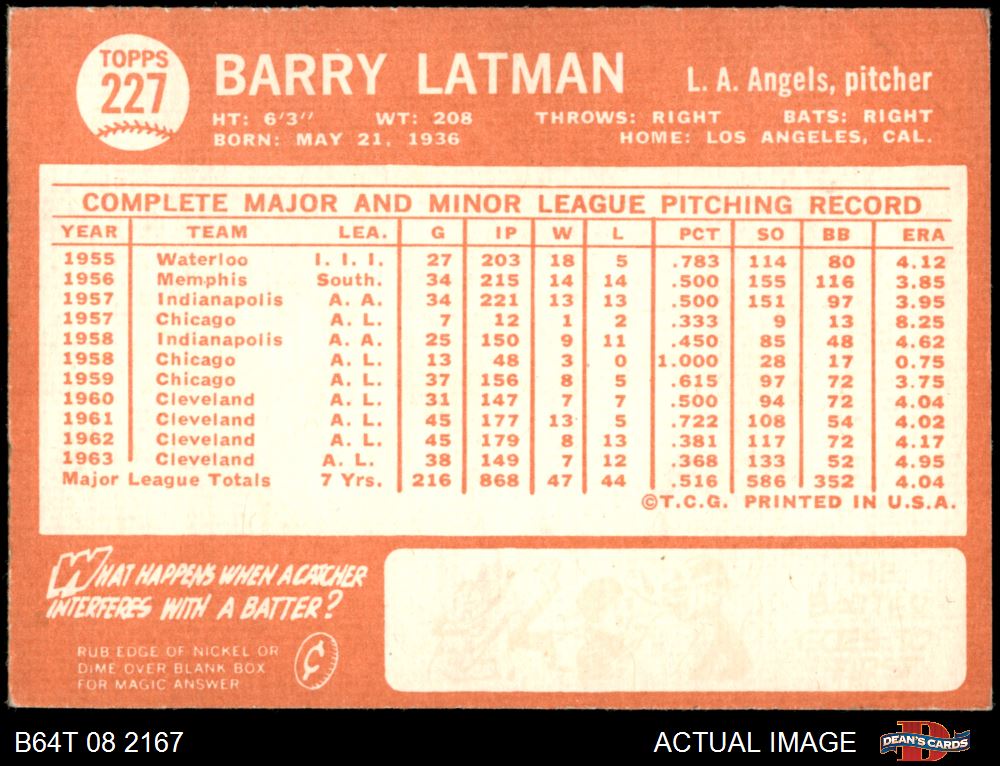 TOPPS
227
BARRY LATMAN
L. A. Angels, pitcher
HT: 6'3" WT: 208 THROWS: RIGHT BATS: RIGHT
BORN: MAY 21, 1936 HOME: LOS ANGELES, CAL.
COMPLETE MAJOR AND MINOR LEAGUE PITCHING RECORD
YEAR TEAM LEA. G IP W L PCT SO BB ERA
1955 Waterloo I. I. I. 27 203 18 5 .783 114 80 4.12
1956 Memphis South. 34 215 14 14 .500 155 116 3.85
1957 Indianapolis A. A. 34 221 13 13 .500 151 97 3.95
1957 Chicago A. L. 7 12 1 2 .333 9 13 8.25
1958 Indianapolis A. A. 25 150 9 11 .450 85 48 4.62
1958 Chicago A. L. 13 48 3 0 1.000 28 17 0.75
1959 Chicago A. L. 37 156 8 5 .615 97 72 3.75
1960 Cleveland A. L. 31 147 7 7 .500 94 72 4.04
1961 Cleveland A. L. 45 177 13 5 .722 108 54 4.02
1962 Cleveland A. L. 45 179 8 13 .381 117 72 4.17
1963 Cleveland A. L. 38 149 7 12 .368 133 52 4.95
Major League Totals 7 Yrs. 216 868 47 44 .516 586 352 4.04
©T.C.G. PRINTED IN U.S.A.
WHAT HAPPENS WHEN A CATCHER
INTERFERES WITH A BATTER?
RUB EDGE OF NICKEL OR
DIME OVER BLANK BOX
FOR MAGIC ANSWER
¢
B64T 08 2167
ACTUAL IMAGE
D
DEAN'S CARDS